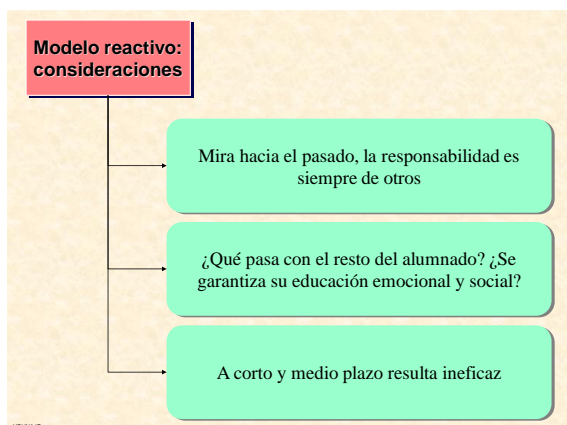 Modelo reactivo:
consideraciones
Mira hacia el pasado, la responsabilidad es
siempre de otros
¿Qué pasa con el resto del alumnado? ¿Se
garantiza su educación emocional y social?
A corto y medio plazo resulta ineficaz